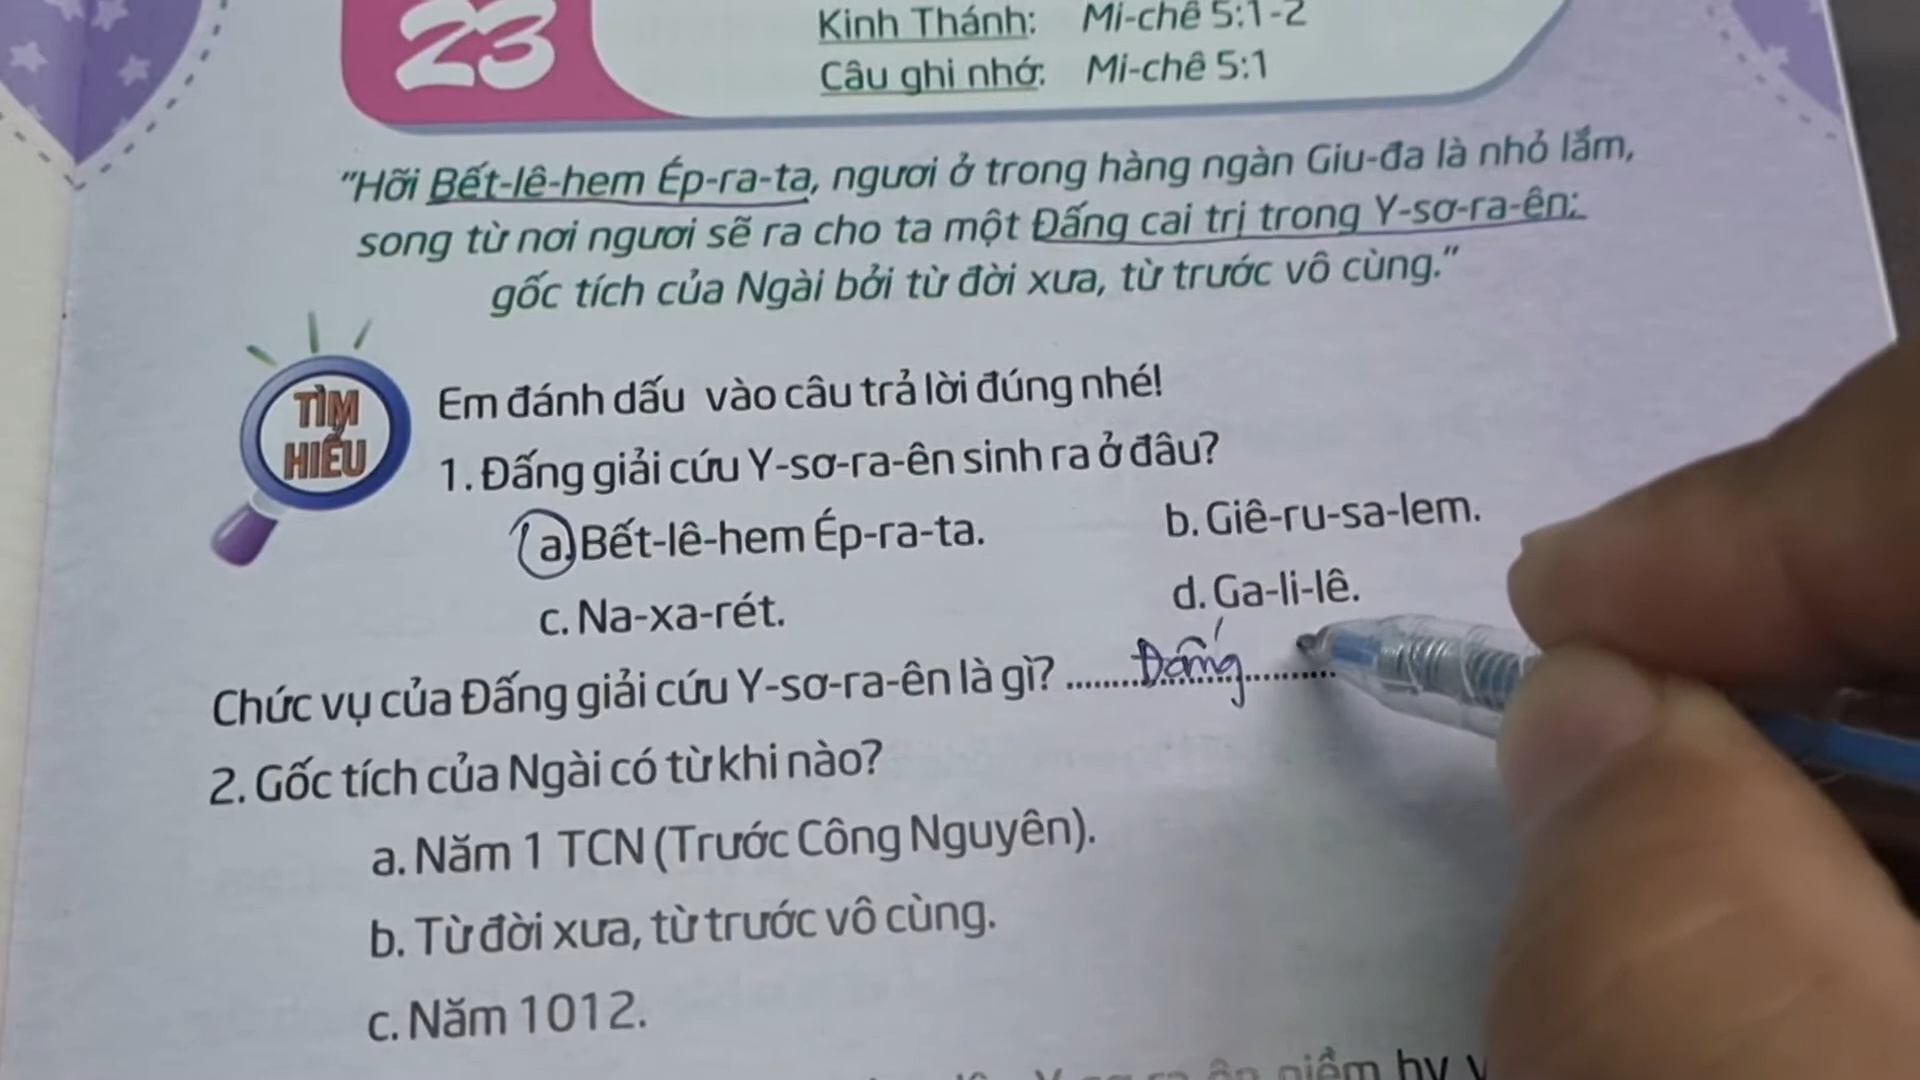 23
Kinh Thánh: Mi-chê 5:1-2
Câu ghi nhớ: Mi-chê 5:1
"Hỡi Bết-lê-hem Ép-ra-ta, ngươi ở trong hàng ngàn Giu-đa là nhỏ lắm,
song từ nơi ngươi sẽ ra cho ta một Đấng cai trị trong Y-sơ-ra-ên;
gốc tích của Ngài bởi từ đời xưa, từ trước vô cùng."
TÌM
HIỂU
Em đánh dấu vào câu trả lời đúng nhé!
1. Đấng giải cứu Y-sơ-ra-ên sinh ra ở đâu?
a. Bết-lê-hem Ép-ra-ta. b. Giê-ru-sa-lem.
c. Na-xa-rét. d. Ga-li-lê.
Chức vụ của Đấng giải cứu Y-sơ-ra-ên là gì? ........Đấng..........
2. Gốc tích của Ngài có từ khi nào?
a. Năm 1 TCN (Trước Công Nguyên).
b. Từ đời xưa, từ trước vô cùng.
c. Năm 1012.
niềm hy